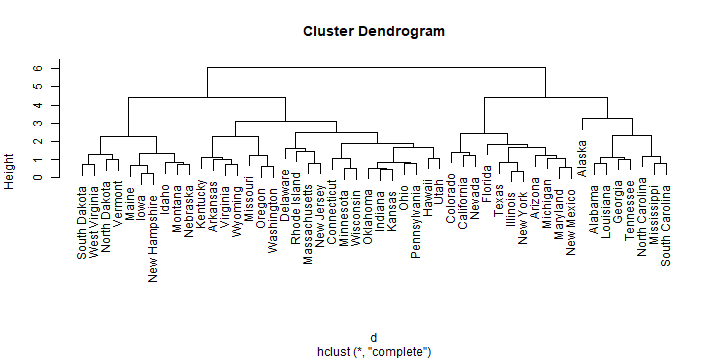 Cluster Dendrogram
Height
6
5
4
3
2
1
0
South Dakota
West Virginia
North Dakota
Vermont
Maine
Iowa
New Hampshire
Idaho
Montana
Nebraska
Kentucky
Arkansas
Virginia
Wyoming
Missouri
Oregon
Washington
Delaware
Rhode Island
Massachusetts
New Jersey
Connecticut
Minnesota
Wisconsin
Oklahoma
Indiana
Kansas
Ohio
Pennsylvania
Hawaii
Utah
Colorado
California
Nevada
Florida
Texas
Illinois
New York
Arizona
Michigan
Maryland
New Mexico
Alaska
Alabama
Louisiana
Georgia
Tennessee
North Carolina
Mississippi
South Carolina
d
hclust (*, "complete")